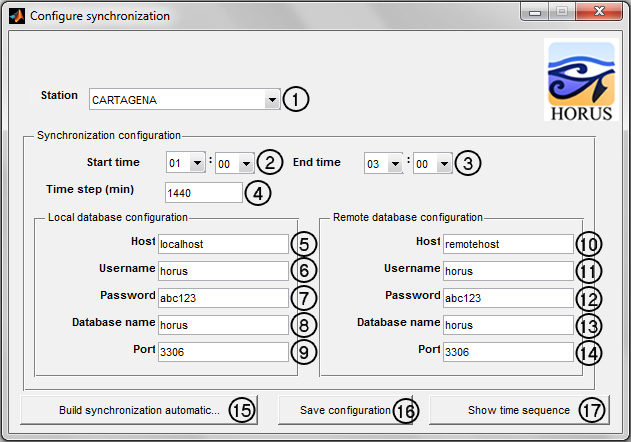 Configure synchronization
HORUS
Station CARTAGENA 1
Synchronization configuration
Start time 01 : 00 2 End time 03 : 00 3
Time step (min) 1440 4
Local database configuration
Host localhost 5
Username horus 6
Password abc123 7
Database name horus 8
Port 3306 9
Remote database configuration
Host remotehost 10
Username horus 11
Password abc123 12
Database name horus 13
Port 3306 14
Build synchronization automatic... 15
Save configuration 16
Show time sequence 17